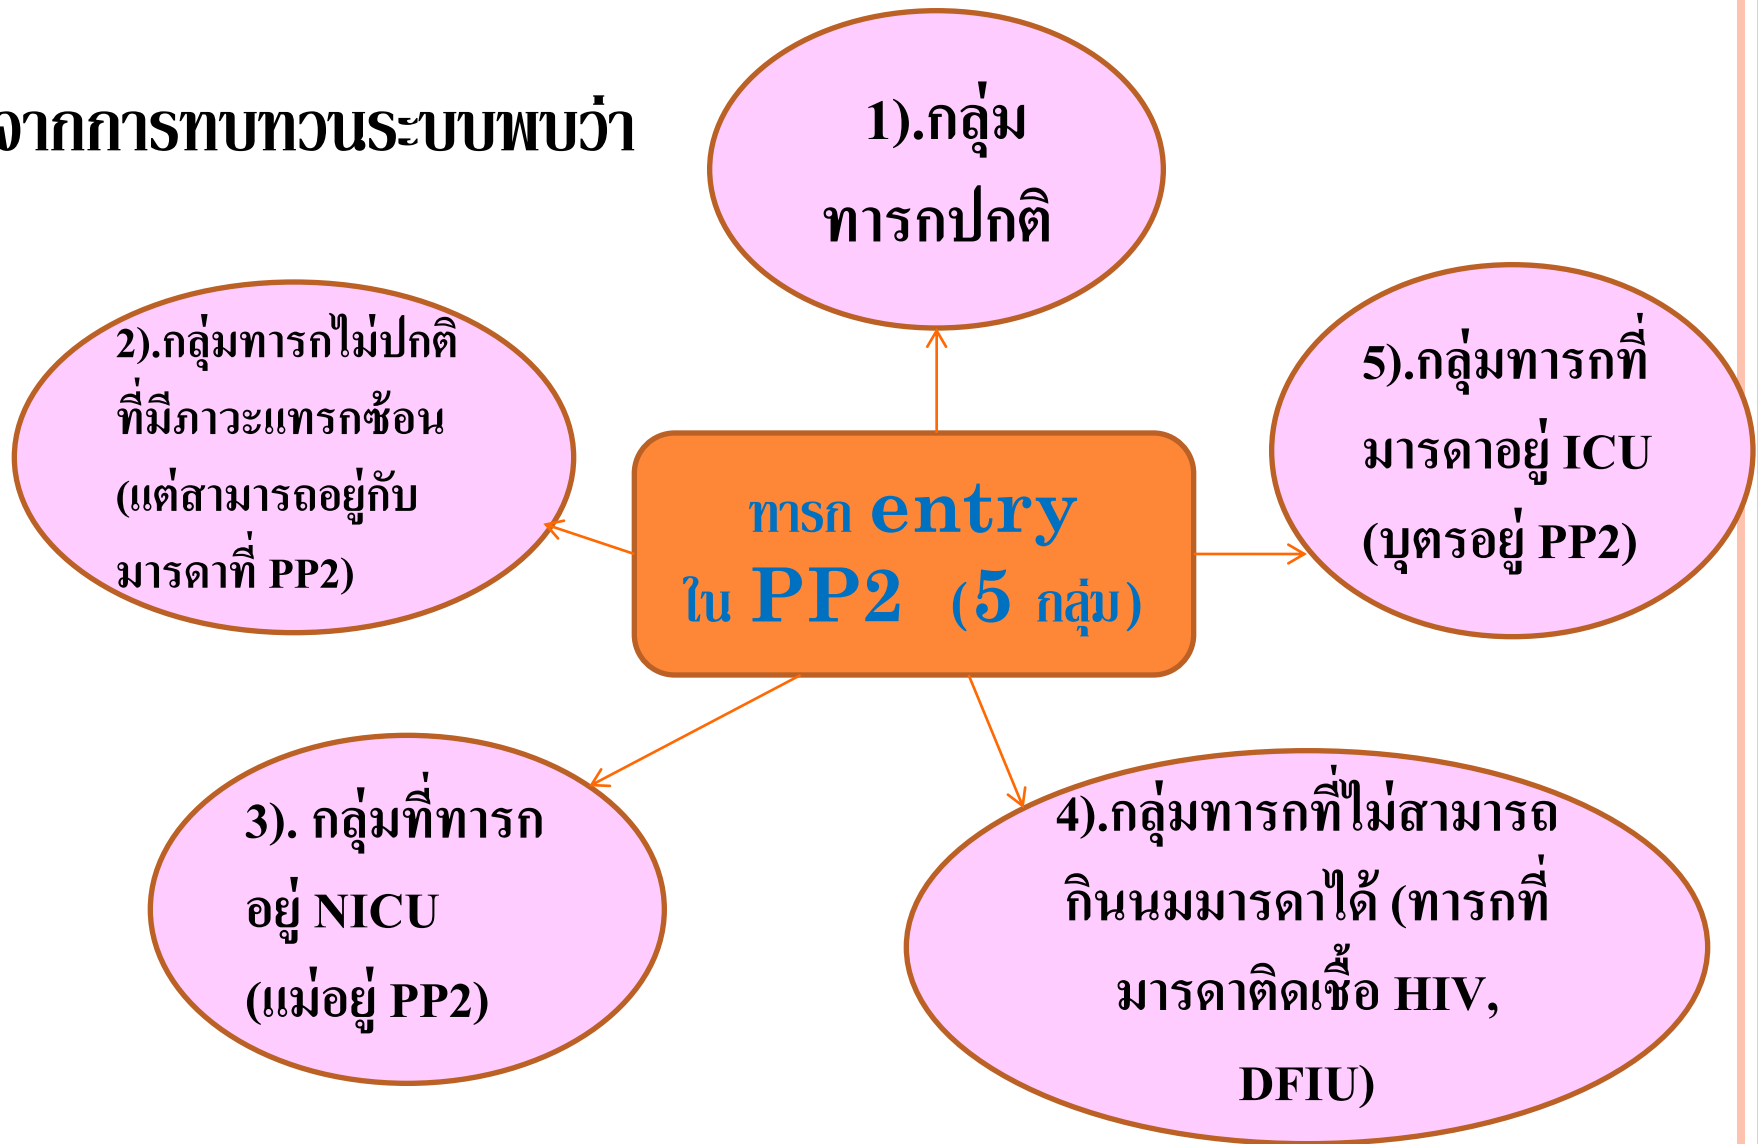 จากการทบทวนระบบพบว่า
1).กลุ่ม
ทารกปกติ
2).กลุ่มทารกไม่ปกติ
ที่มีภาวะแทรกซ้อน
(แต่สามารถอยู่กับ
มารดาที่ PP2)
5).กลุ่มทารกที่
มารดาอยู่ ICU
(บุตรอยู่ PP2)
ทารก entry
ใน PP2 (5 กลุ่ม)
3). กลุ่มที่ทารก
อยู่ NICU
(แม่อยู่ PP2)
4).กลุ่มทารกที่ไม่สามารถ
กินนมมารดาได้ (ทารกที่
มารดาติดเชื้อ HIV,
DFIU)